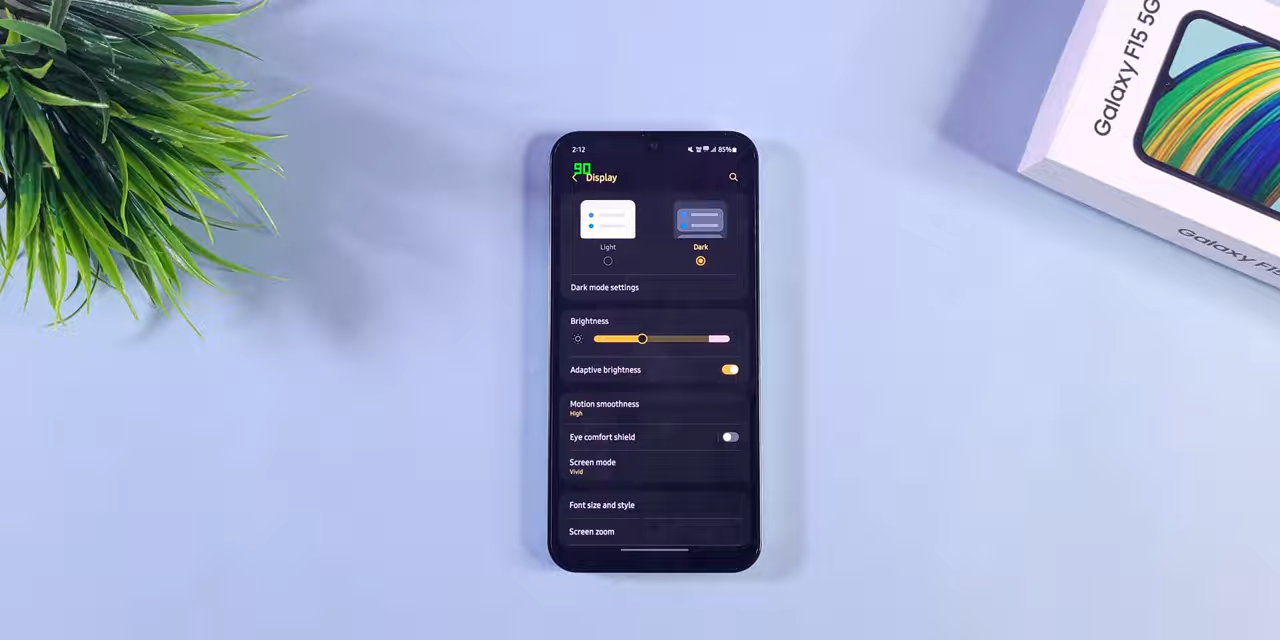 2:12
85%
90
Display
Light
Dark
Dark mode settings
Brightness
Adaptive brightness
Motion smoothness
High
Eye comfort shield
Screen mode
Vivid
Font size and style
Screen zoom
Galaxy F15 5G
Galaxy F15